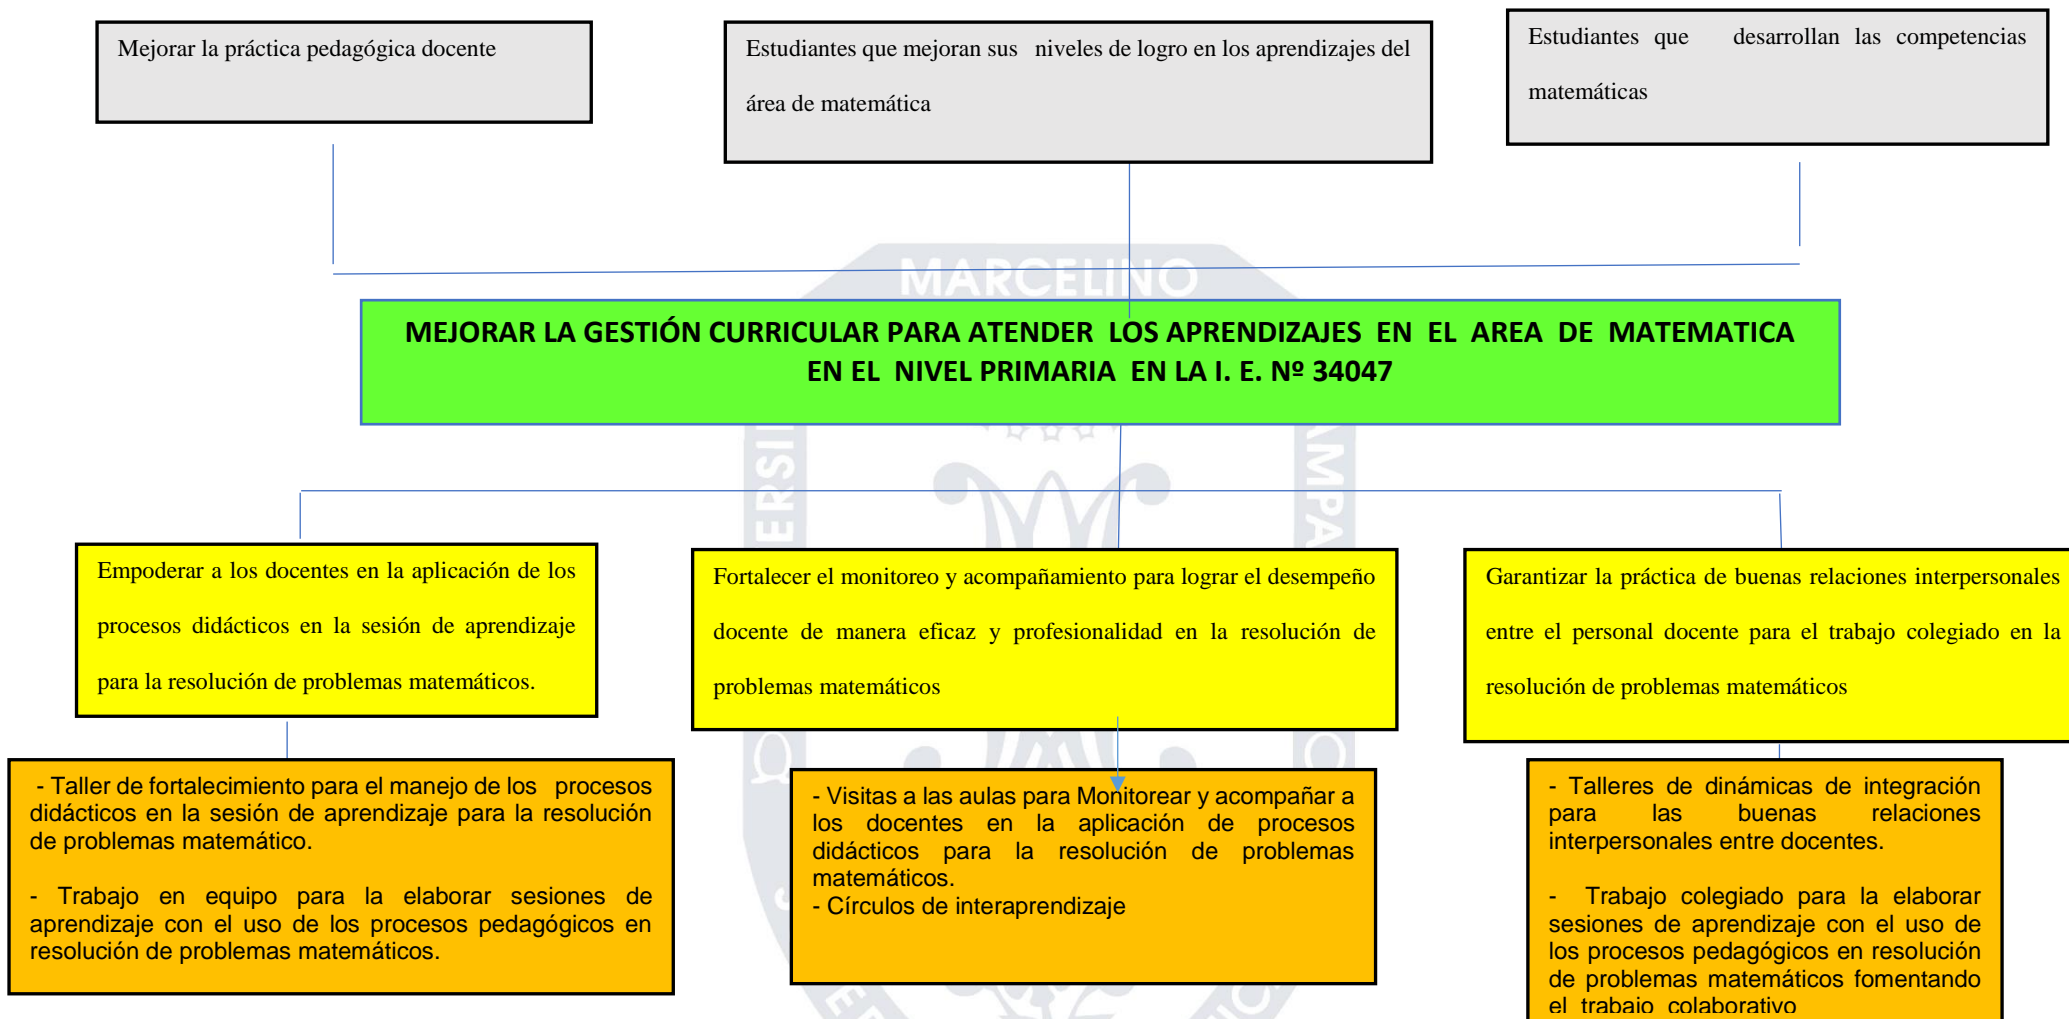 Mejorar la práctica pedagógica docente
Estudiantes que mejoran sus niveles de logro en los aprendizajes del
área de matemática
Estudiantes que desarrollan las competencias
matemáticas
MARCELINO
MEJORAR LA GESTIÓN CURRICULAR PARA ATENDER LOS APRENDIZAJES EN EL AREA DE MATEMATICA
EN EL NIVEL PRIMARIA EN LA I. E. Nº 34047
Empoderar a los docentes en la aplicación de los
procesos didácticos en la sesión de aprendizaje
para la resolución de problemas matemáticos.
Fortalecer el monitoreo y acompañamiento para lograr el desempeño
docente de manera eficaz y profesionalidad en la resolución de
problemas matemáticos
Garantizar la práctica de buenas relaciones interpersonales
entre el personal docente para el trabajo colegiado en la
resolución de problemas matemáticos
- Taller de fortalecimiento para el manejo de los procesos
didácticos en la sesión de aprendizaje para la resolución
de problemas matemático.
- Trabajo en equipo para la elaborar sesiones de
aprendizaje con el uso de los procesos pedagógicos en
resolución de problemas matemáticos.
- Visitas a las aulas para Monitorear y acompañar a
los docentes en la aplicación de procesos
didácticos para la resolución de problemas
matemáticos.
- Círculos de interaprendizaje
- Talleres de dinámicas de integración
para las buenas relaciones
interpersonales entre docentes.
- Trabajo colegiado para la elaborar
sesiones de aprendizaje con el uso de
los procesos pedagógicos en resolución
de problemas matemáticos fomentando
el trabajo colaborativo